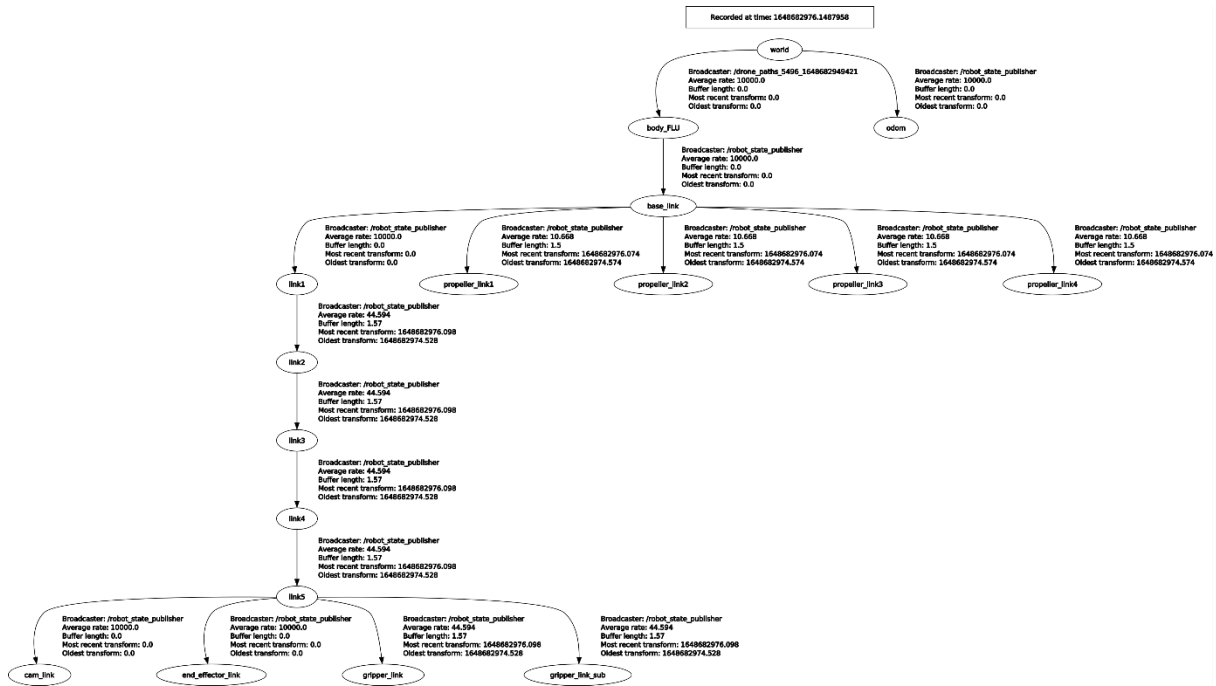 Recorded at time: 1648682976.1487958
world
Broadcaster: /drone_paths_5496_1648682949421
Average rate: 10000.0
Buffer length: 0.0
Most recent transform: 0.0
Oldest transform: 0.0
Broadcaster: /robot_state_publisher
Average rate: 10000.0
Buffer length: 0.0
Most recent transform: 0.0
Oldest transform: 0.0
body_FLU
odom
Broadcaster: /robot_state_publisher
Average rate: 10000.0
Buffer length: 0.0
Most recent transform: 0.0
Oldest transform: 0.0
base_link
Broadcaster: /robot_state_publisher
Average rate: 10000.0
Buffer length: 0.0
Most recent transform: 0.0
Oldest transform: 0.0
Broadcaster: /robot_state_publisher
Average rate: 10.668
Buffer length: 1.5
Most recent transform: 1648682976.074
Oldest transform: 1648682974.574
Broadcaster: /robot_state_publisher
Average rate: 10.668
Buffer length: 1.5
Most recent transform: 1648682976.074
Oldest transform: 1648682974.574
Broadcaster: /robot_state_publisher
Average rate: 10.668
Buffer length: 1.5
Most recent transform: 1648682976.074
Oldest transform: 1648682974.574
Broadcaster: /robot_state_publisher
Average rate: 10.668
Buffer length: 1.5
Most recent transform: 1648682976.074
Oldest transform: 1648682974.574
link1
propeller_link1
propeller_link2
propeller_link3
propeller_link4
Broadcaster: /robot_state_publisher
Average rate: 44.594
Buffer length: 1.57
Most recent transform: 1648682976.098
Oldest transform: 1648682974.528
link2
Broadcaster: /robot_state_publisher
Average rate: 44.594
Buffer length: 1.57
Most recent transform: 1648682976.098
Oldest transform: 1648682974.528
link3
Broadcaster: /robot_state_publisher
Average rate: 44.594
Buffer length: 1.57
Most recent transform: 1648682976.098
Oldest transform: 1648682974.528
link4
Broadcaster: /robot_state_publisher
Average rate: 44.594
Buffer length: 1.57
Most recent transform: 1648682976.098
Oldest transform: 1648682974.528
link5
Broadcaster: /robot_state_publisher
Average rate: 10000.0
Buffer length: 0.0
Most recent transform: 0.0
Oldest transform: 0.0
Broadcaster: /robot_state_publisher
Average rate: 10000.0
Buffer length: 0.0
Most recent transform: 0.0
Oldest transform: 0.0
Broadcaster: /robot_state_publisher
Average rate: 44.594
Buffer length: 1.57
Most recent transform: 1648682976.098
Oldest transform: 1648682974.528
Broadcaster: /robot_state_publisher
Average rate: 44.594
Buffer length: 1.57
Most recent transform: 1648682976.098
Oldest transform: 1648682974.528
cam_link
end_effector_link
gripper_link
gripper_link_sub